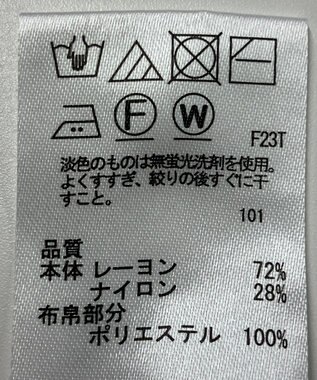 F W
F23T
淡色のものは無蛍光洗剤を使用。
よくすすぎ、絞りの後すぐに干
すこと。
101
品質
本体 レーヨン 72%
ナイロン 28%
布帛部分
ポリエステル 100%